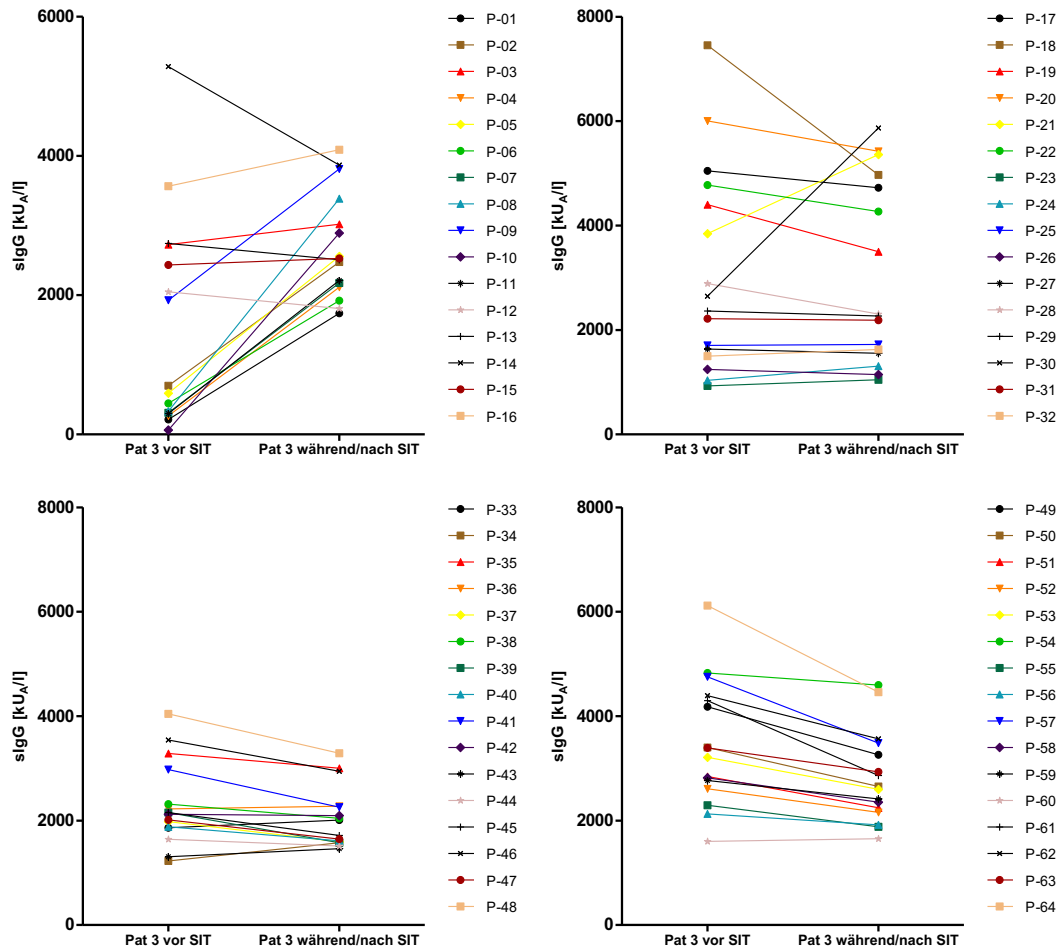 6000
4000
2000
0
sIgG [kU_A/l]
Pat 3 vor SIT
Pat 3 während/nach SIT
P-01
P-02
P-03
P-04
P-05
P-06
P-07
P-08
P-09
P-10
P-11
P-12
P-13
P-14
P-15
P-16
8000
6000
4000
2000
0
sIgG [kU_A/l]
Pat 3 vor SIT
Pat 3 während/nach SIT
P-17
P-18
P-19
P-20
P-21
P-22
P-23
P-24
P-25
P-26
P-27
P-28
P-29
P-30
P-31
P-32
8000
6000
4000
2000
0
sIgG [kU_A/l]
Pat 3 vor SIT
Pat 3 während/nach SIT
P-33
P-34
P-35
P-36
P-37
P-38
P-39
P-40
P-41
P-42
P-43
P-44
P-45
P-46
P-47
P-48
8000
6000
4000
2000
0
sIgG [kU_A/l]
Pat 3 vor SIT
Pat 3 während/nach SIT
P-49
P-50
P-51
P-52
P-53
P-54
P-55
P-56
P-57
P-58
P-59
P-60
P-61
P-62
P-63
P-64